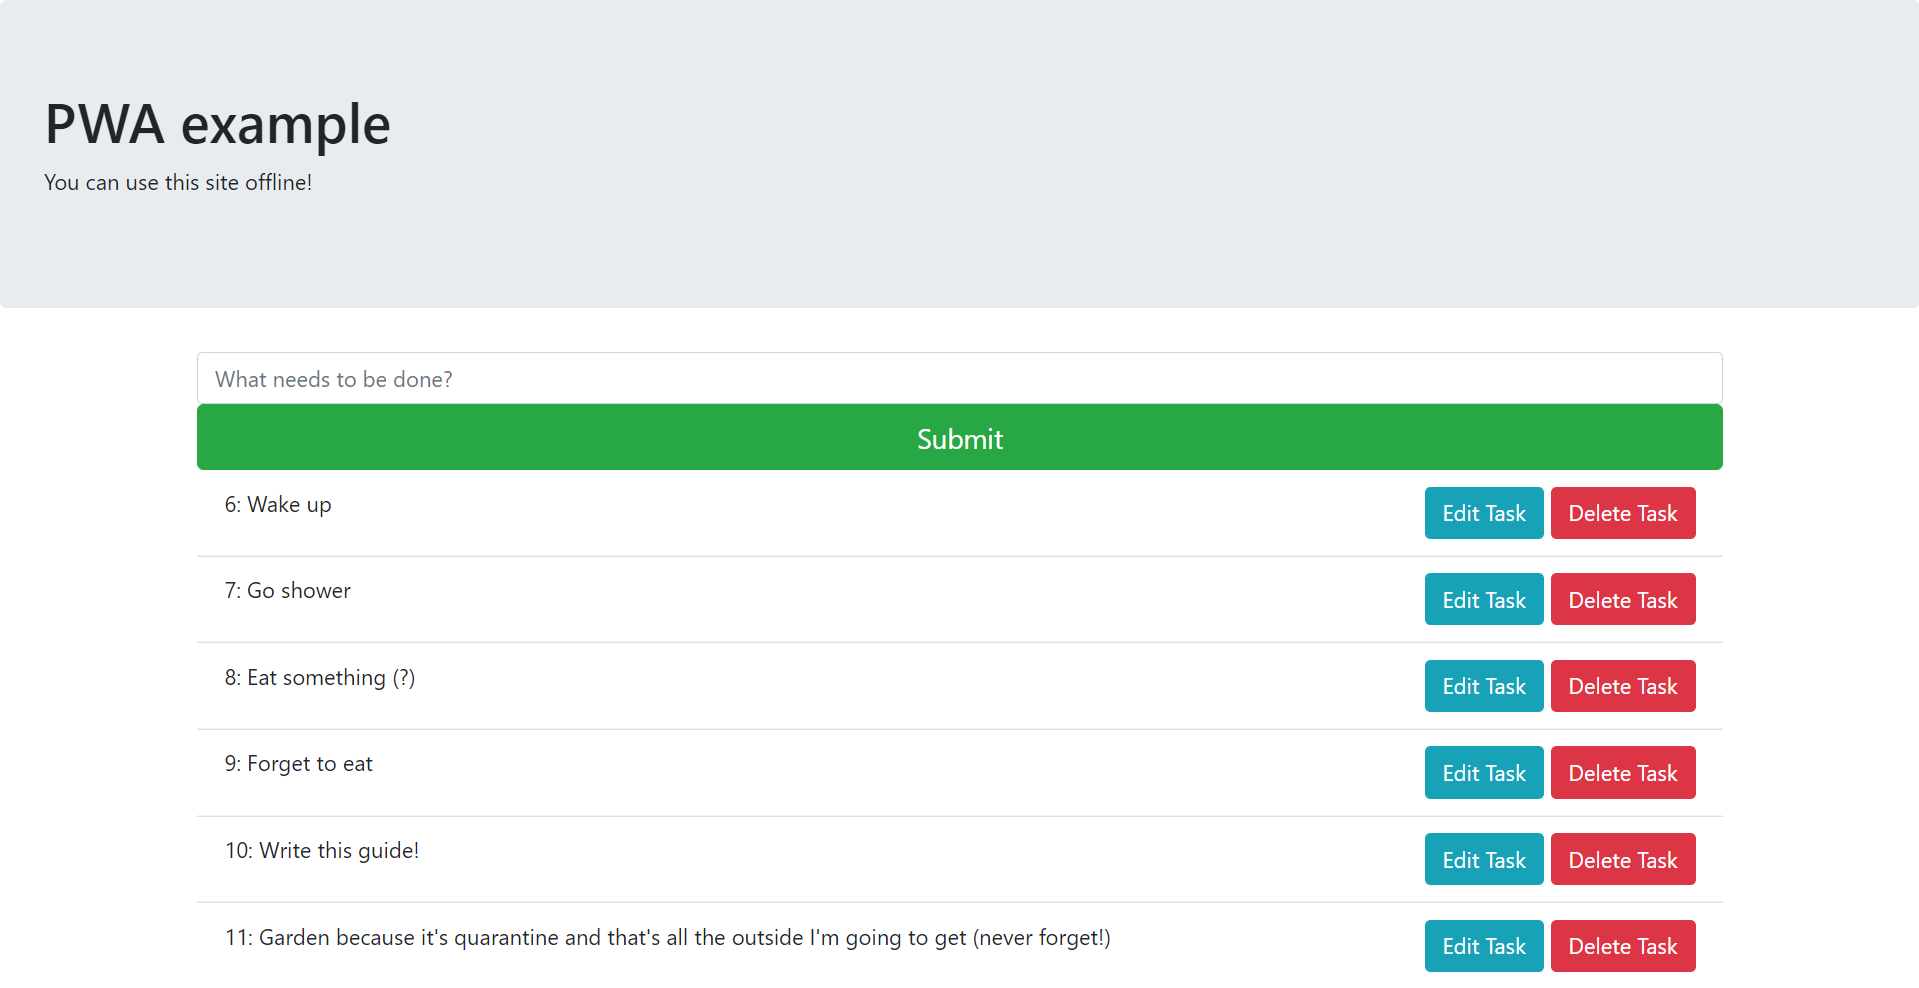 PWA example
You can use this site offline!
What needs to be done?
Submit
6: Wake up
Edit Task Delete Task
7: Go shower
Edit Task Delete Task
8: Eat something (?)
Edit Task Delete Task
9: Forget to eat
Edit Task Delete Task
10: Write this guide!
Edit Task Delete Task
11: Garden because it's quarantine and that's all the outside I'm going to get (never forget!)
Edit Task Delete Task